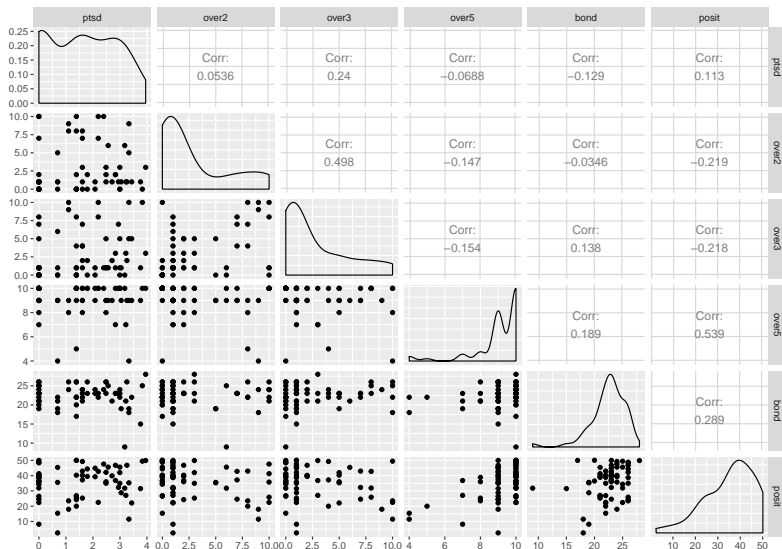 ptsd over2 over3 over5 bond posit
0.25
0.20
0.15
0.10
0.05
0.00
Corr: Corr: Corr: Corr: Corr:
0.0536 0.24 −0.0688 −0.129 0.113
ptsd
10.0
7.5
5.0
2.5
0.0
Corr: Corr: Corr: Corr:
0.498 −0.147 −0.0346 −0.219
over2
10.0
7.5
5.0
2.5
0.0
Corr: Corr: Corr:
−0.154 0.138 −0.218
over3
10
8
6
4
Corr: Corr:
0.189 0.539
over5
25
20
15
10
Corr:
0.289
bond
50
40
30
20
10
posit
0 1 2 3 4 0.0 2.5 5.0 7.5 10.0 0.0 2.5 5.0 7.5 10.0 4 6 8 10 10 15 20 25 10 20 30 40 50